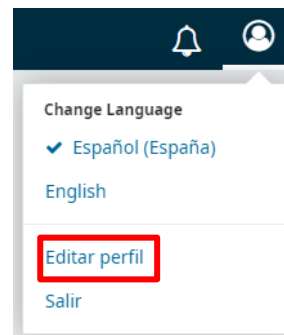 Change Language
✔ Español (España)
English
Editar perfil
Salir